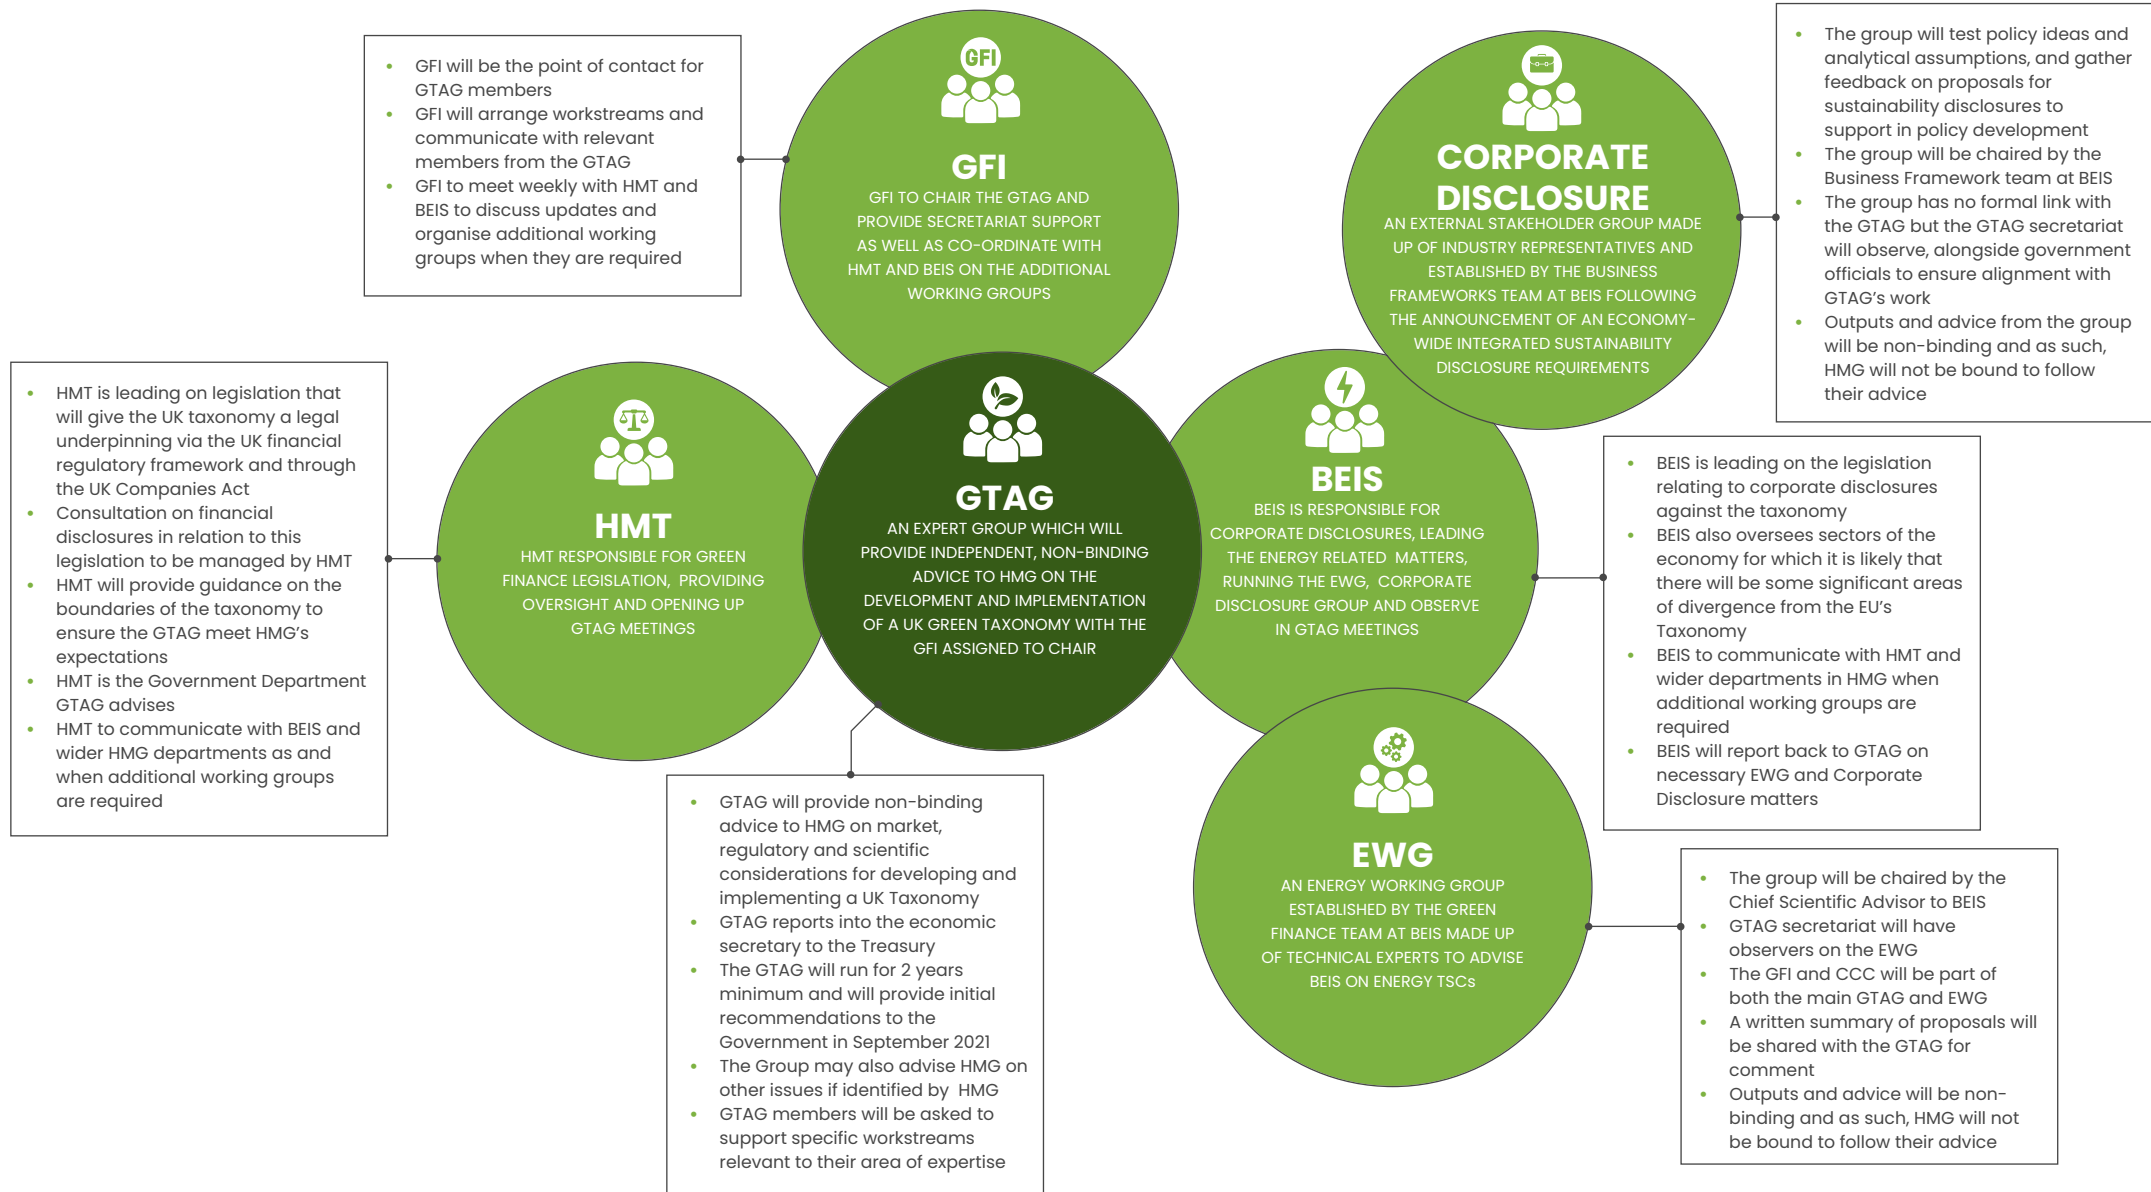 GFI will be the point of contact for
GTAG members
GFI will arrange workstreams and
communicate with relevant
members from the GTAG
GFI to meet weekly with HMT and
BEIS to discuss updates and
organise additional working
groups when they are required
GFI
GFI
GFI TO CHAIR THE GTAG AND
PROVIDE SECRETARIAT SUPPORT
AS WELL AS CO-ORDINATE WITH
HMT AND BEIS ON THE ADDITIONAL
WORKING GROUPS
CORPORATE
DISCLOSURE
AN EXTERNAL STAKEHOLDER GROUP MADE
UP OF INDUSTRY REPRESENTATIVES AND
ESTABLISHED BY THE BUSINESS
FRAMEWORKS TEAM AT BEIS FOLLOWING
THE ANNOUNCEMENT OF AN ECONOMY-
WIDE INTEGRATED SUSTAINABILITY
DISCLOSURE REQUIREMENTS
The group will test policy ideas and
analytical assumptions, and gather
feedback on proposals for
sustainability disclosures to
support in policy development
The group will be chaired by the
Business Framework team at BEIS
The group has no formal link with
the GTAG but the GTAG secretariat
will observe, alongside government
officials to ensure alignment with
GTAG's work
Outputs and advice from the group
will be non-binding and as such,
HMG will not be bound to follow
their advice
HMT is leading on legislation that
will give the UK taxonomy a legal
underpinning via the UK financial
regulatory framework and through
the UK Companies Act
Consultation on financial
disclosures in relation to this
legislation to be managed by HMT
HMT will provide guidance on the
boundaries of the taxonomy to
ensure the GTAG meet HMG's
expectations
HMT is the Government Department
GTAG advises
HMT to communicate with BEIS and
wider HMG departments as and
when additional working groups
are required
HMT
HMT RESPONSIBLE FOR GREEN
FINANCE LEGISLATION, PROVIDING
OVERSIGHT AND OPENING UP
GTAG MEETINGS
GTAG
AN EXPERT GROUP WHICH WILL
PROVIDE INDEPENDENT, NON-BINDING
ADVICE TO HMG ON THE
DEVELOPMENT AND IMPLEMENTATION
OF A UK GREEN TAXONOMY WITH THE
GFI ASSIGNED TO CHAIR
BEIS
BEIS IS RESPONSIBLE FOR
CORPORATE DISCLOSURES, LEADING
THE ENERGY RELATED MATTERS,
RUNNING THE EWG, CORPORATE
DISCLOSURE GROUP AND OBSERVE
IN GTAG MEETINGS
BEIS is leading on the legislation
relating to corporate disclosures
against the taxonomy
BEIS also oversees sectors of the
economy for which it is likely that
there will be some significant areas
of divergence from the EU's
Taxonomy
BEIS to communicate with HMT and
wider departments in HMG when
additional working groups are
required
BEIS will report back to GTAG on
necessary EWG and Corporate
Disclosure matters
GTAG will provide non-binding
advice to HMG on market,
regulatory and scientific
considerations for developing and
implementing a UK Taxonomy
GTAG reports into the economic
secretary to the Treasury
The GTAG will run for 2 years
minimum and will provide initial
recommendations to the
Government in September 2021
The Group may also advise HMG on
other issues if identified by HMG
GTAG members will be asked to
support specific workstreams
relevant to their area of expertise
EWG
AN ENERGY WORKING GROUP
ESTABLISHED BY THE GREEN
FINANCE TEAM AT BEIS MADE UP
OF TECHNICAL EXPERTS TO ADVISE
BEIS ON ENERGY TSCs
The group will be chaired by the
Chief Scientific Advisor to BEIS
GTAG secretariat will have
observers on the EWG
The GFI and CCC will be part of
both the main GTAG and EWG
A written summary of proposals will
be shared with the GTAG for
comment
Outputs and advice will be non-
binding and as such, HMG will not
be bound to follow their advice